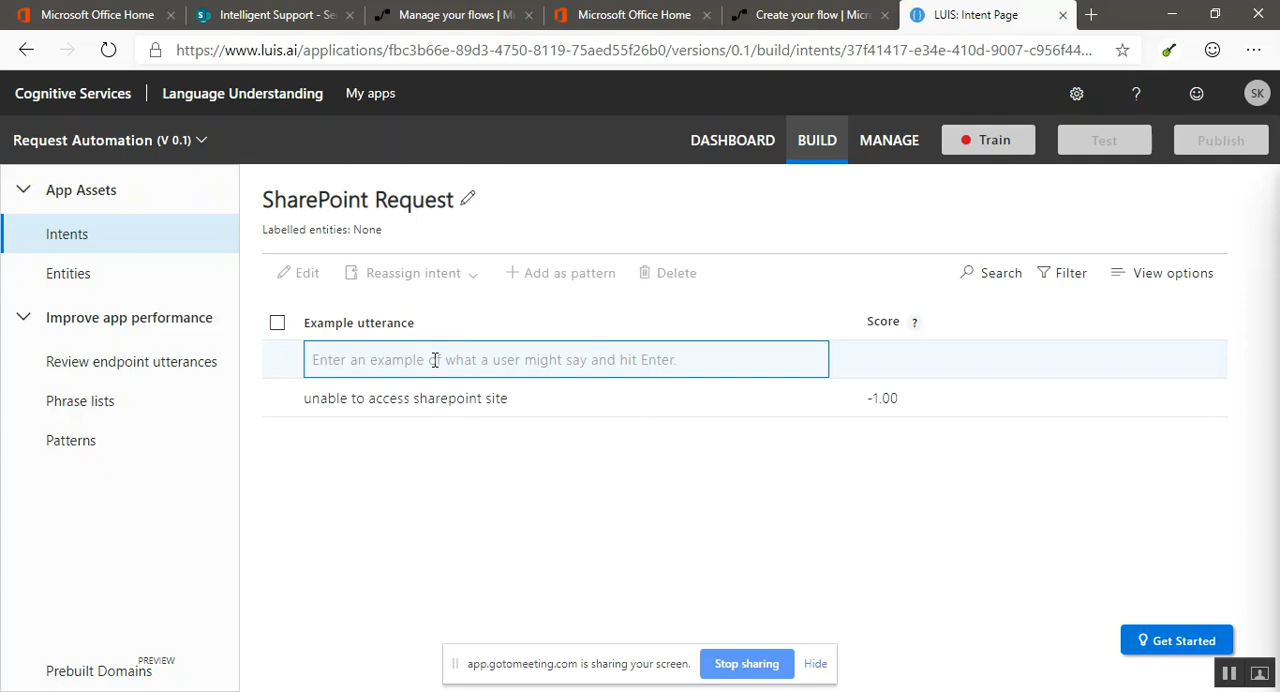 Microsoft Office Home
Intelligent Support - Se
Manage your flows | Mi
Microsoft Office Home
Create your flow | Micr
LUIS: Intent Page
https://www.luis.ai/applications/fbc3b66e-89d3-4750-8119-75aed55f26b0/versions/0.1/build/intents/37f41417-e34e-410d-9007-c956f44...
Cognitive Services
Language Understanding
My apps
?
SK
Request Automation (V 0.1)
DASHBOARD
BUILD
MANAGE
Train
Test
Publish
App Assets
Intents
Entities
Improve app performance
Review endpoint utterances
Phrase lists
Patterns
PREVIEW
Prebuilt Domains
SharePoint Request
Labelled entities: None
Edit
Reassign intent
Add as pattern
Delete
Search
Filter
View options
Example utterance
Score ?
Enter an example of what a user might say and hit Enter.
unable to access sharepoint site
-1.00
Get Started
app.gotomeeting.com is sharing your screen.
Stop sharing
Hide